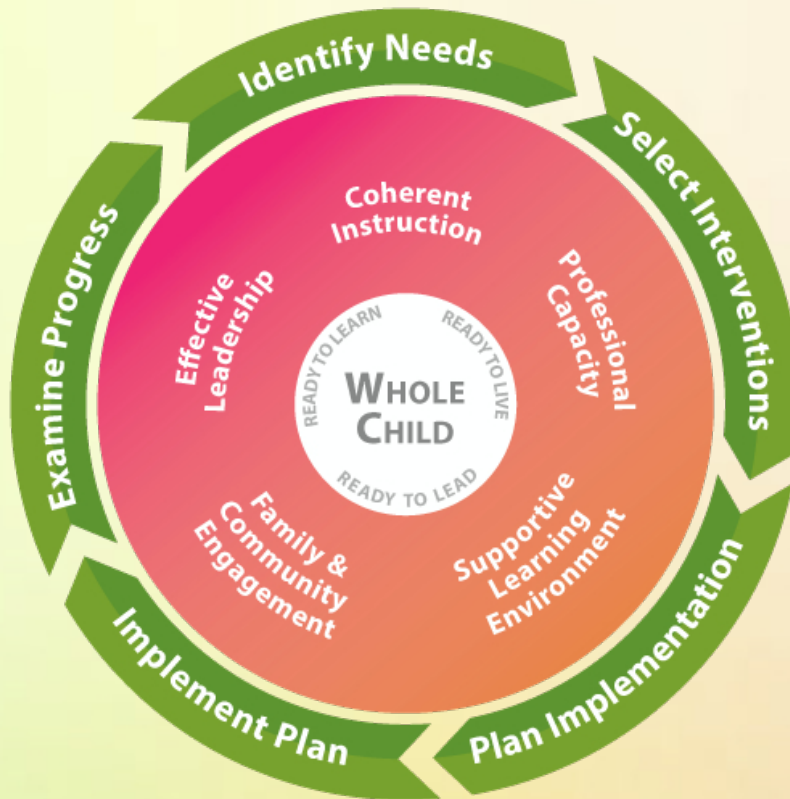 Identify Needs
Select Interventions
Plan Implementation
Implement Plan
Examine Progress
Coherent
Instruction
Professional
Capacity
Supportive
Learning
Environment
Family &
Community
Engagement
Effective
Leadership
READY TO LEARN
READY TO LIVE
READY TO LEAD
WHOLE
CHILD